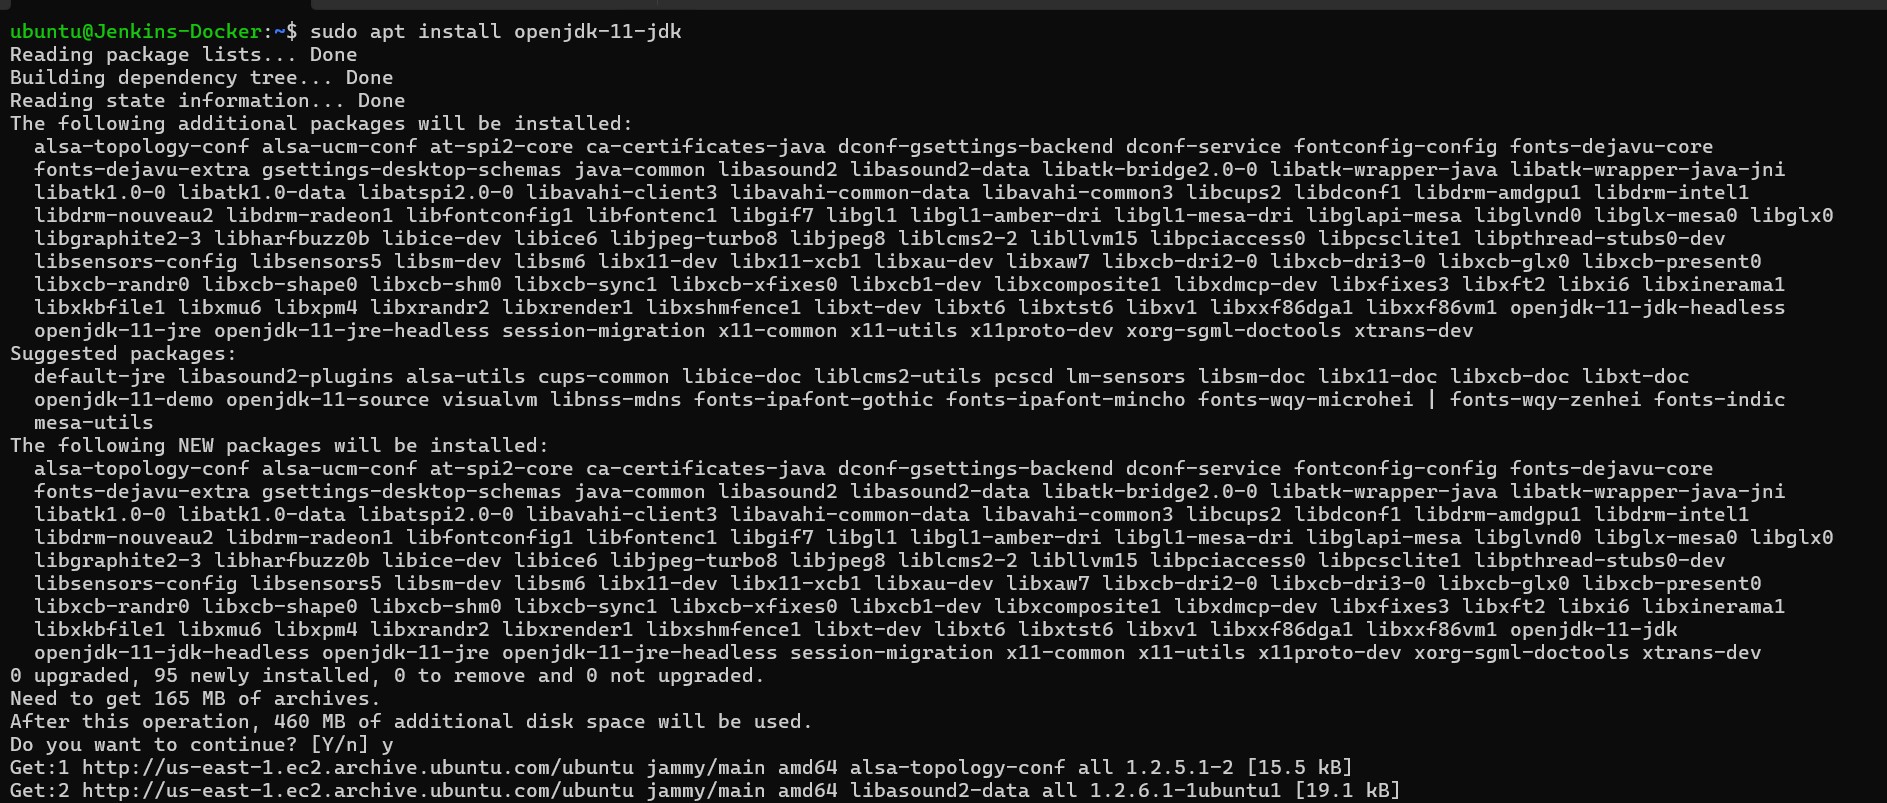 ubuntu@Jenkins-Docker:~$ sudo apt install openjdk-11-jdk
Reading package lists... Done
Building dependency tree... Done
Reading state information... Done
The following additional packages will be installed:
  alsa-topology-conf alsa-ucm-conf at-spi2-core ca-certificates-java dconf-gsettings-backend dconf-service fontconfig-config fonts-dejavu-core
  fonts-dejavu-extra gsettings-desktop-schemas java-common libasound2 libasound2-data libatk-bridge2.0-0 libatk-wrapper-java libatk-wrapper-java-jni
  libatk1.0-0 libatk1.0-data libatspi2.0-0 libavahi-client3 libavahi-common-data libavahi-common3 libcups2 libdconf1 libdrm-amdgpu1 libdrm-intel1
  libdrm-nouveau2 libdrm-radeon1 libfontconfig1 libfontenc1 libgif7 libgl1 libgl1-amber-dri libgl1-mesa-dri libglapi-mesa libglvnd0 libglx-mesa0 libglx0
  libgraphite2-3 libharfbuzz0b libice-dev libice6 libjpeg-turbo8 libjpeg8 liblcms2-2 libllvm15 libpciaccess0 libpcsclite1 libpthread-stubs0-dev
  libsensors-config libsensors5 libsm-dev libsm6 libx11-dev libx11-xcb1 libxau-dev libxaw7 libxcb-dri2-0 libxcb-dri3-0 libxcb-glx0 libxcb-present0
  libxcb-randr0 libxcb-shape0 libxcb-shm0 libxcb-sync1 libxcb-xfixes0 libxcb1-dev libxcomposite1 libxdmcp-dev libxfixes3 libxft2 libxi6 libxinerama1
  libxkbfile1 libxmu6 libxpm4 libxrandr2 libxrender1 libxshmfence1 libxt-dev libxt6 libxtst6 libxv1 libxxf86dga1 libxxf86vm1 openjdk-11-jdk-headless
  openjdk-11-jre openjdk-11-jre-headless session-migration x11-common x11-utils x11proto-dev xorg-sgml-doctools xtrans-dev
Suggested packages:
  default-jre libasound2-plugins alsa-utils cups-common libice-doc liblcms2-utils pcscd lm-sensors libsm-doc libx11-doc libxcb-doc libxt-doc
  openjdk-11-demo openjdk-11-source visualvm libnss-mdns fonts-ipafont-gothic fonts-ipafont-mincho fonts-wqy-microhei | fonts-wqy-zenhei fonts-indic
  mesa-utils
The following NEW packages will be installed:
  alsa-topology-conf alsa-ucm-conf at-spi2-core ca-certificates-java dconf-gsettings-backend dconf-service fontconfig-config fonts-dejavu-core
  fonts-dejavu-extra gsettings-desktop-schemas java-common libasound2 libasound2-data libatk-bridge2.0-0 libatk-wrapper-java libatk-wrapper-java-jni
  libatk1.0-0 libatk1.0-data libatspi2.0-0 libavahi-client3 libavahi-common-data libavahi-common3 libcups2 libdconf1 libdrm-amdgpu1 libdrm-intel1
  libdrm-nouveau2 libdrm-radeon1 libfontconfig1 libfontenc1 libgif7 libgl1 libgl1-amber-dri libgl1-mesa-dri libglapi-mesa libglvnd0 libglx-mesa0 libglx0
  libgraphite2-3 libharfbuzz0b libice-dev libice6 libjpeg-turbo8 libjpeg8 liblcms2-2 libllvm15 libpciaccess0 libpcsclite1 libpthread-stubs0-dev
  libsensors-config libsensors5 libsm-dev libsm6 libx11-dev libx11-xcb1 libxau-dev libxaw7 libxcb-dri2-0 libxcb-dri3-0 libxcb-glx0 libxcb-present0
  libxcb-randr0 libxcb-shape0 libxcb-shm0 libxcb-sync1 libxcb-xfixes0 libxcb1-dev libxcomposite1 libxdmcp-dev libxfixes3 libxft2 libxi6 libxinerama1
  libxkbfile1 libxmu6 libxpm4 libxrandr2 libxrender1 libxshmfence1 libxt-dev libxt6 libxtst6 libxv1 libxxf86dga1 libxxf86vm1 openjdk-11-jdk
  openjdk-11-jdk-headless openjdk-11-jre openjdk-11-jre-headless session-migration x11-common x11-utils x11proto-dev xorg-sgml-doctools xtrans-dev
0 upgraded, 95 newly installed, 0 to remove and 0 not upgraded.
Need to get 165 MB of archives.
After this operation, 460 MB of additional disk space will be used.
Do you want to continue? [Y/n] y
Get:1 http://us-east-1.ec2.archive.ubuntu.com/ubuntu jammy/main amd64 alsa-topology-conf all 1.2.5.1-2 [15.5 kB]
Get:2 http://us-east-1.ec2.archive.ubuntu.com/ubuntu jammy/main amd64 libasound2-data all 1.2.6.1-1ubuntu1 [19.1 kB]